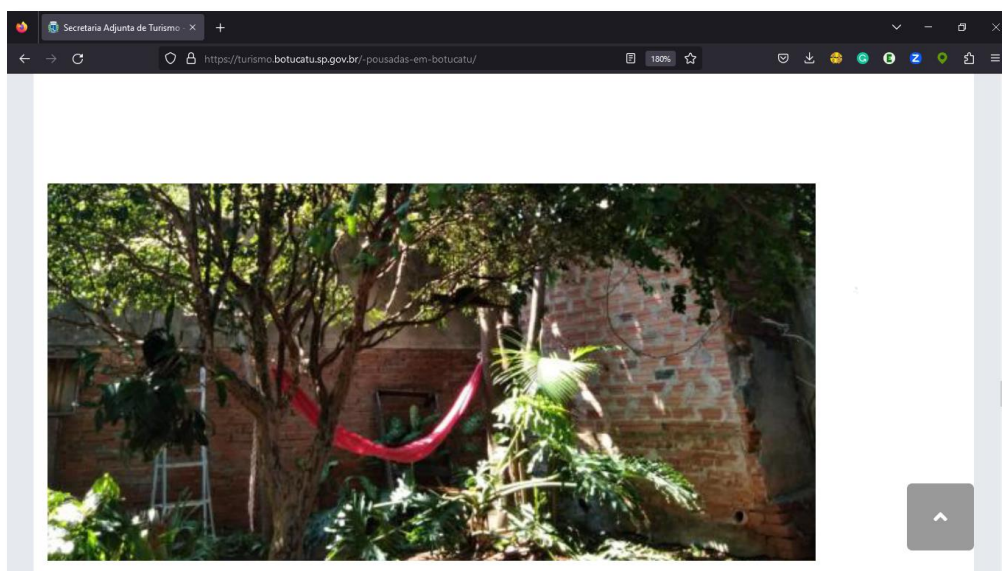 Secretaria Adjunta de Turismo -
https://turismo.botucatu.sp.gov.br/-pousadas-em-botucatu/
180%